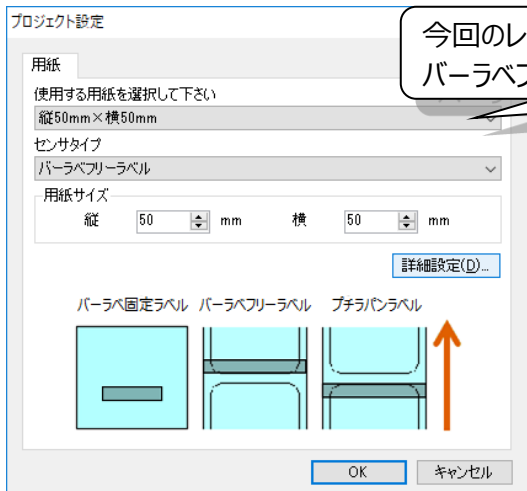 プロジェクト設定
今回のレ
バーラベフ
用紙
使用する用紙を選択して下さい
縦50mm×横50mm
センサタイプ
バーラベフリーラベル
用紙サイズ
縦 50 mm 横 50 mm
詳細設定(D)...
バーラベ固定ラベル バーラベフリーラベル プチラパンラベル
OK キャンセル